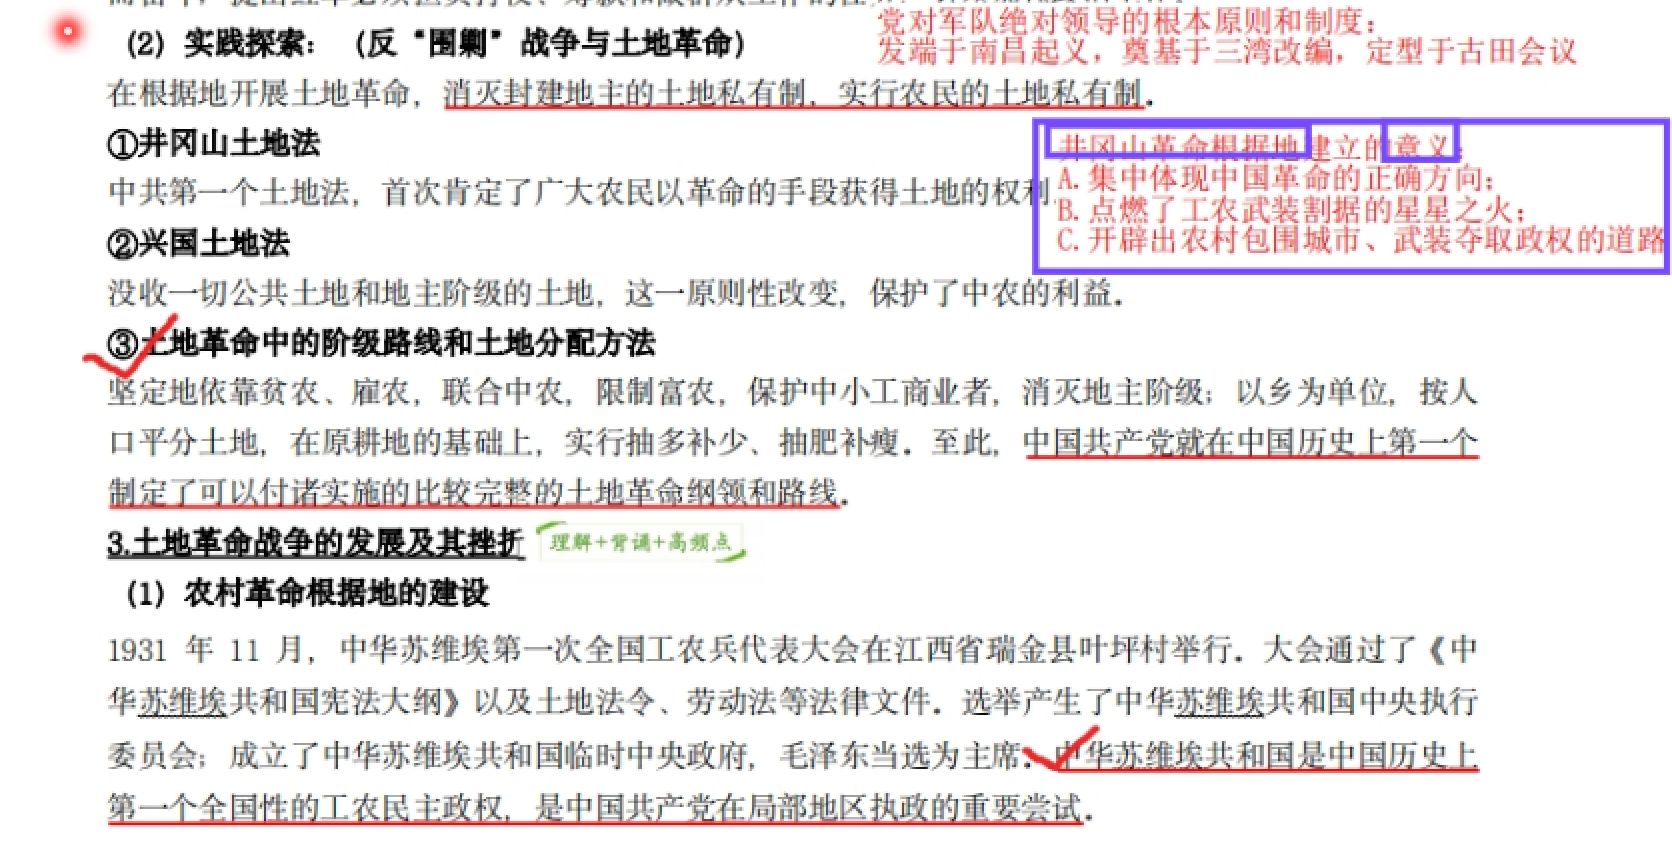 党对军队绝对领导的根本原则和制度：
（2）实践探索：（反“围剿”战争与土地革命）
发端于南昌起义，奠基于三湾改编，定型于古田会议
在根据地开展土地革命，消灭封建地主的土地私有制，实行农民的土地私有制。
①井冈山土地法
井冈山革命根据地建立的意义：
A.集中体现中国革命的正确方向；
中共第一个土地法，首次肯定了广大农民以革命的手段获得土地的权利
B.点燃了工农武装割据的星星之火；
②兴国土地法
C.开辟出农村包围城市、武装夺取政权的道路
没收一切公共土地和地主阶级的土地，这一原则性改变，保护了中农的利益。
③土地革命中的阶级路线和土地分配方法
坚定地依靠贫农、雇农，联合中农，限制富农，保护中小工商业者，消灭地主阶级；以乡为单位，按人
口平分土地，在原耕地的基础上，实行抽多补少、抽肥补瘦。至此，中国共产党就在中国历史上第一个
制定了可以付诸实施的比较完整的土地革命纲领和路线。
3.土地革命战争的发展及其挫折 理解+背诵+高频点
（1）农村革命根据地的建设
1931 年 11 月，中华苏维埃第一次全国工农兵代表大会在江西省瑞金县叶坪村举行。大会通过了《中
华苏维埃共和国宪法大纲》以及土地法令、劳动法等法律文件。选举产生了中华苏维埃共和国中央执行
委员会；成立了中华苏维埃共和国临时中央政府，毛泽东当选为主席。中华苏维埃共和国是中国历史上
第一个全国性的工农民主政权，是中国共产党在局部地区执政的重要尝试。